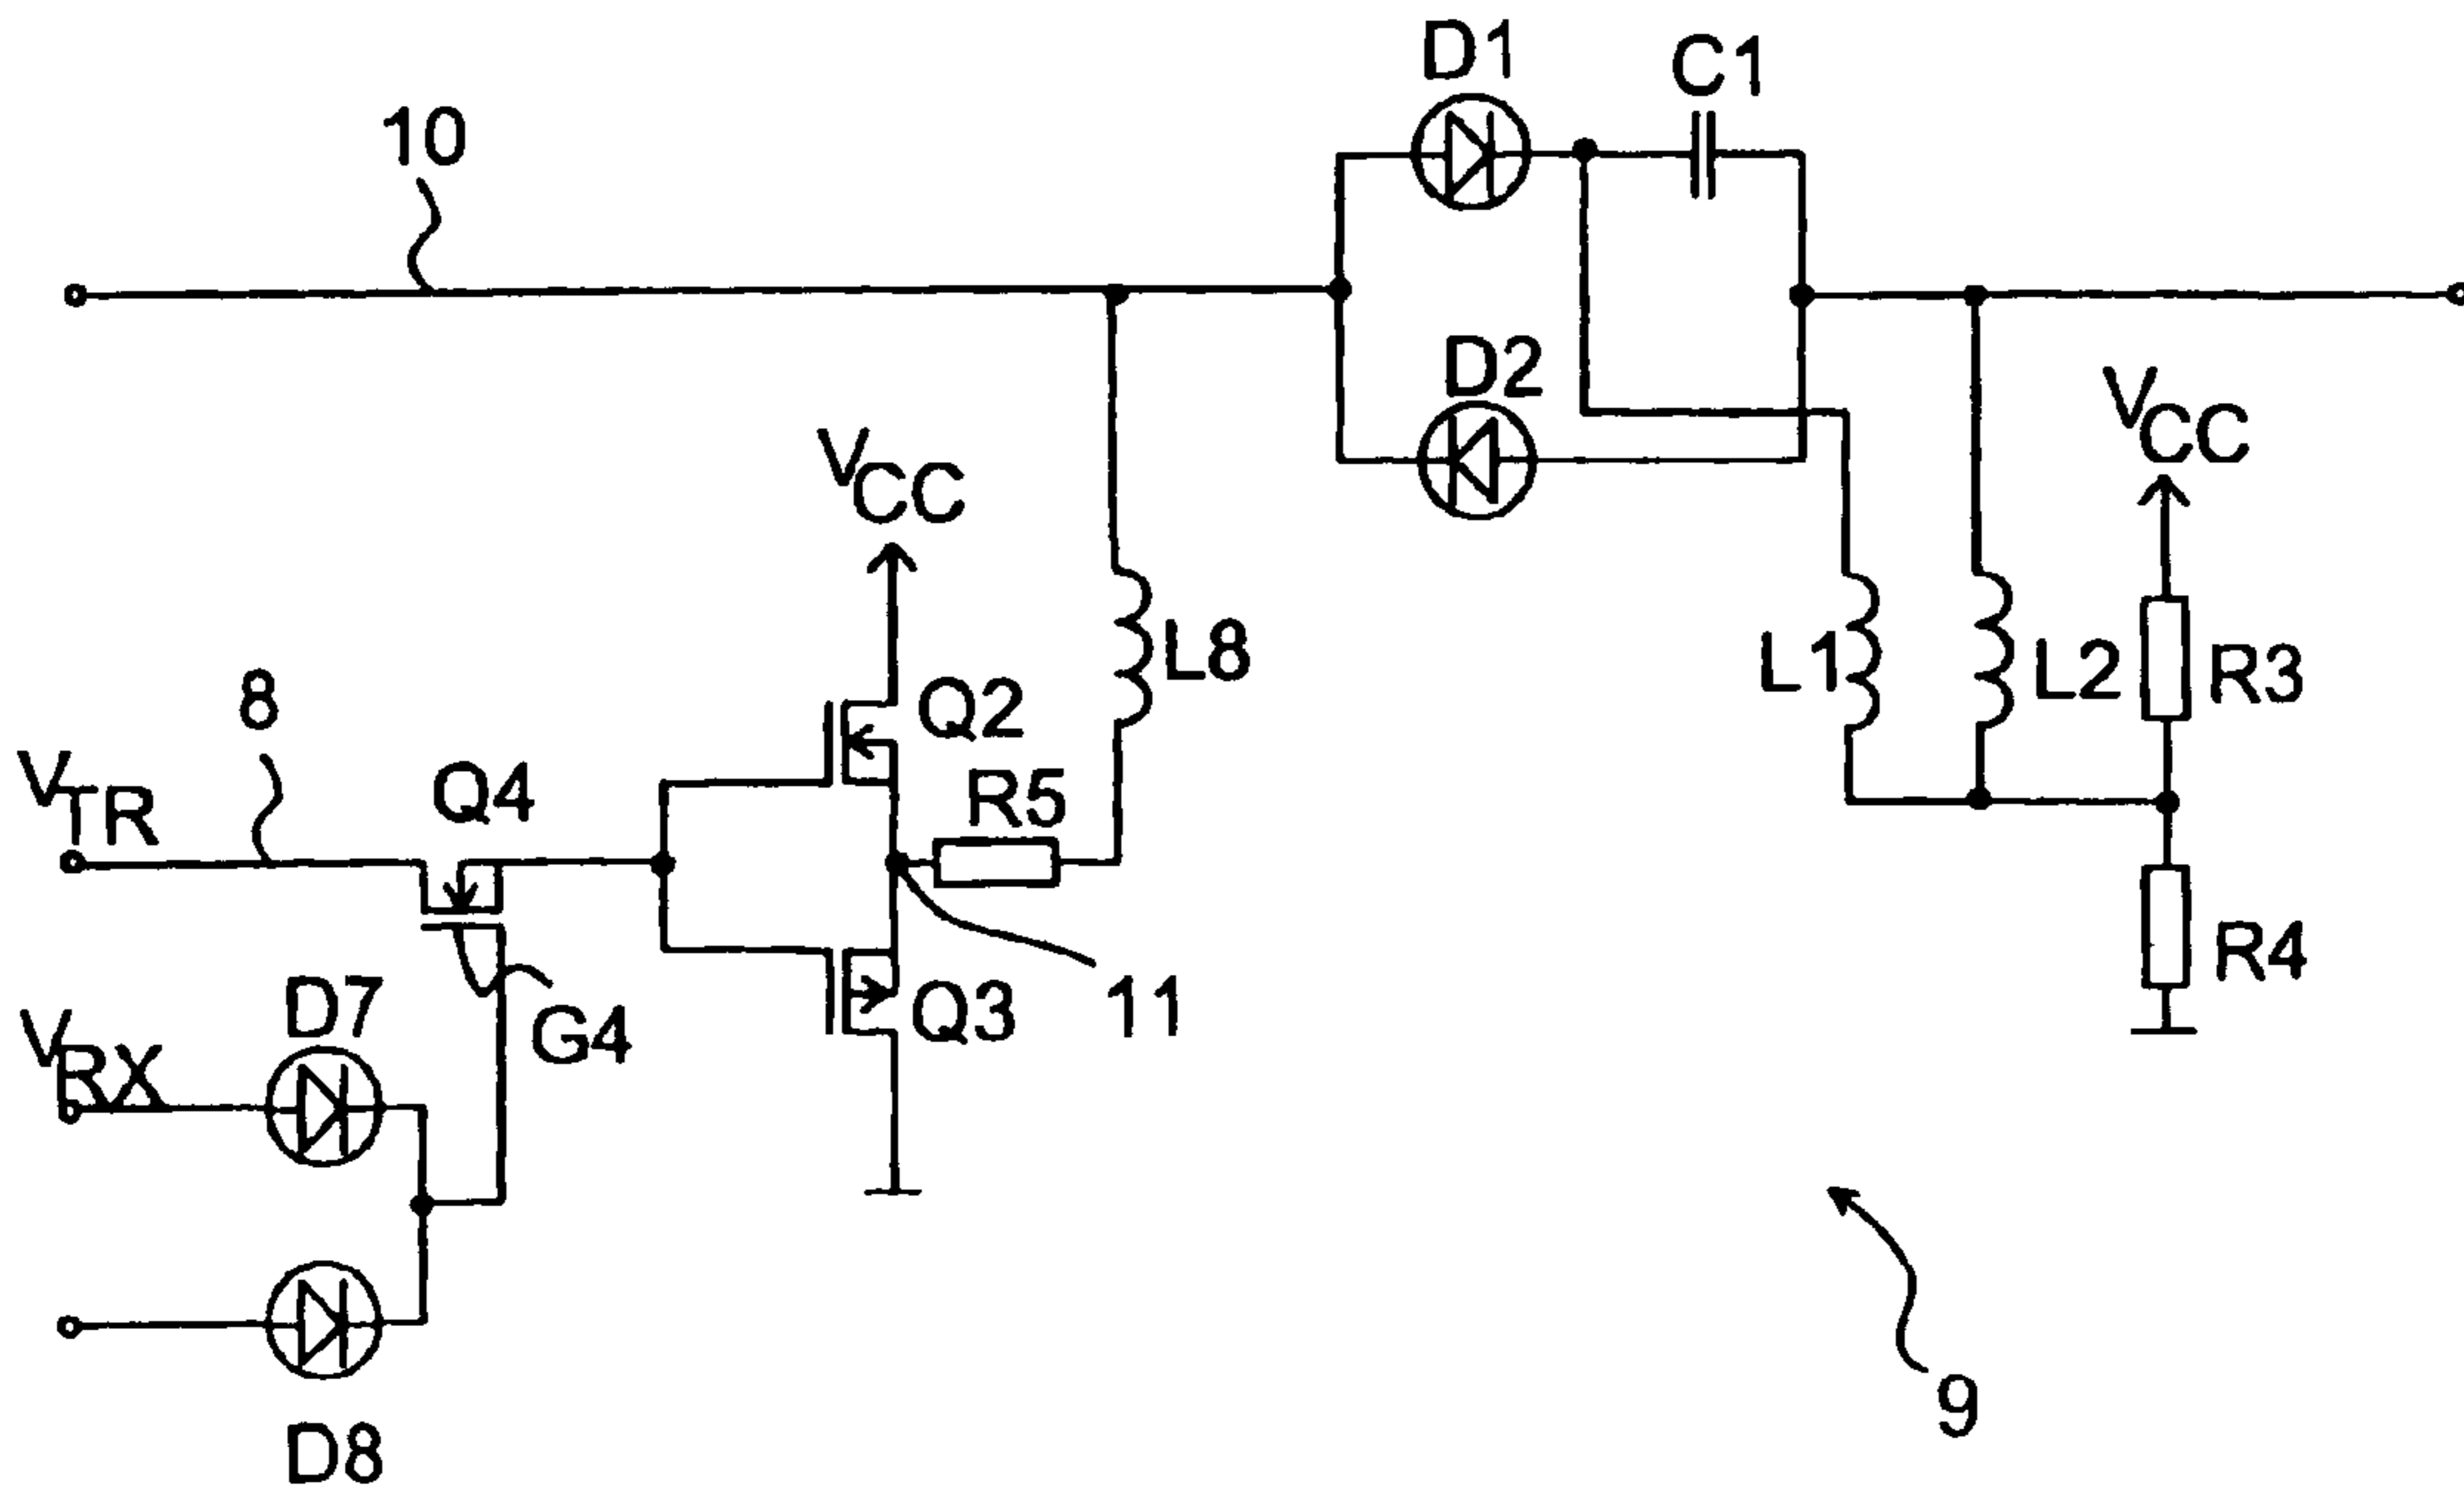 D1
C1
10
D2
VCC
VCC
L8
L1
L2
R3
8
Q2
VTR
Q4
R5
R4
D7
G4
Q3
11
VRX
9
D8